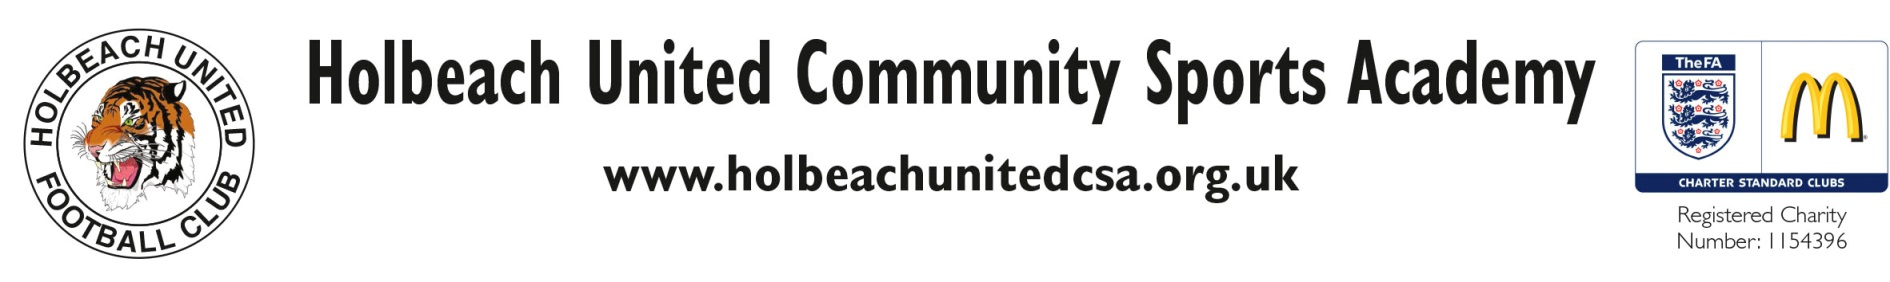 HOLBEACH UNITED
FOOTBALL CLUB
Holbeach United Community Sports Academy
www.holbeachunitedcsa.org.uk
TheFA
CHARTER STANDARD CLUBS
Registered Charity
Number: 1154396